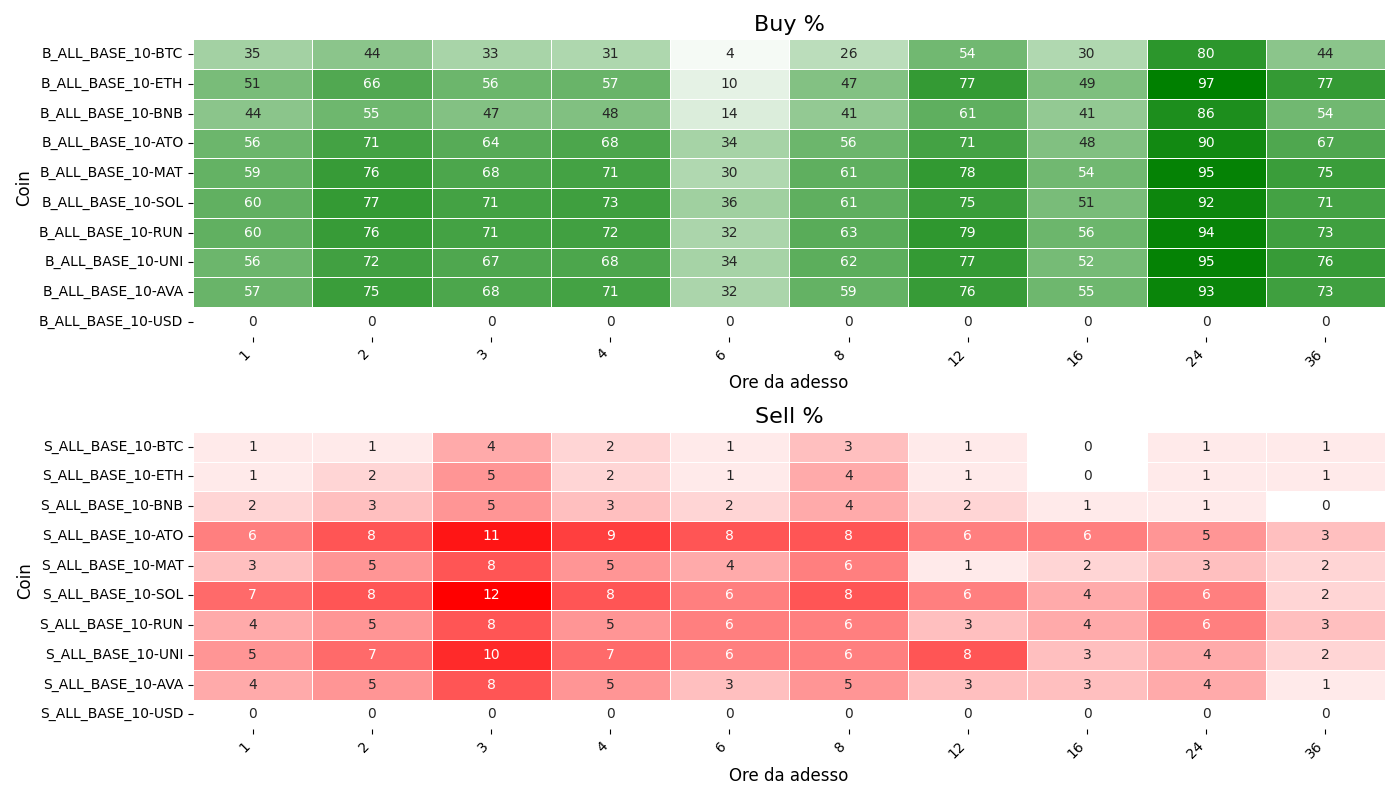 Buy %
Coin
B_ALL_BASE_10-BTC 35 44 33 31 4 26 54 30 80 44
B_ALL_BASE_10-ETH 51 66 56 57 10 47 77 49 97 77
B_ALL_BASE_10-BNB 44 55 47 48 14 41 61 41 86 54
B_ALL_BASE_10-ATO 56 71 64 68 34 56 71 48 90 67
B_ALL_BASE_10-MAT 59 76 68 71 30 61 78 54 95 75
B_ALL_BASE_10-SOL 60 77 71 73 36 61 75 51 92 71
B_ALL_BASE_10-RUN 60 76 71 72 32 63 79 56 94 73
B_ALL_BASE_10-UNI 56 72 67 68 34 62 77 52 95 76
B_ALL_BASE_10-AVA 57 75 68 71 32 59 76 55 93 73
B_ALL_BASE_10-USD 0 0 0 0 0 0 0 0 0 0
1 2 3 4 6 8 12 16 24 36
Ore da adesso
Sell %
Coin
S_ALL_BASE_10-BTC 1 1 4 2 1 3 1 0 1 1
S_ALL_BASE_10-ETH 1 2 5 2 1 4 1 0 1 1
S_ALL_BASE_10-BNB 2 3 5 3 2 4 2 1 1 0
S_ALL_BASE_10-ATO 6 8 11 9 8 8 6 6 5 3
S_ALL_BASE_10-MAT 3 5 8 5 4 6 1 2 3 2
S_ALL_BASE_10-SOL 7 8 12 8 6 8 6 4 6 2
S_ALL_BASE_10-RUN 4 5 8 5 6 6 3 4 6 3
S_ALL_BASE_10-UNI 5 7 10 7 6 6 8 3 4 2
S_ALL_BASE_10-AVA 4 5 8 5 3 5 3 3 4 1
S_ALL_BASE_10-USD 0 0 0 0 0 0 0 0 0 0
1 2 3 4 6 8 12 16 24 36
Ore da adesso